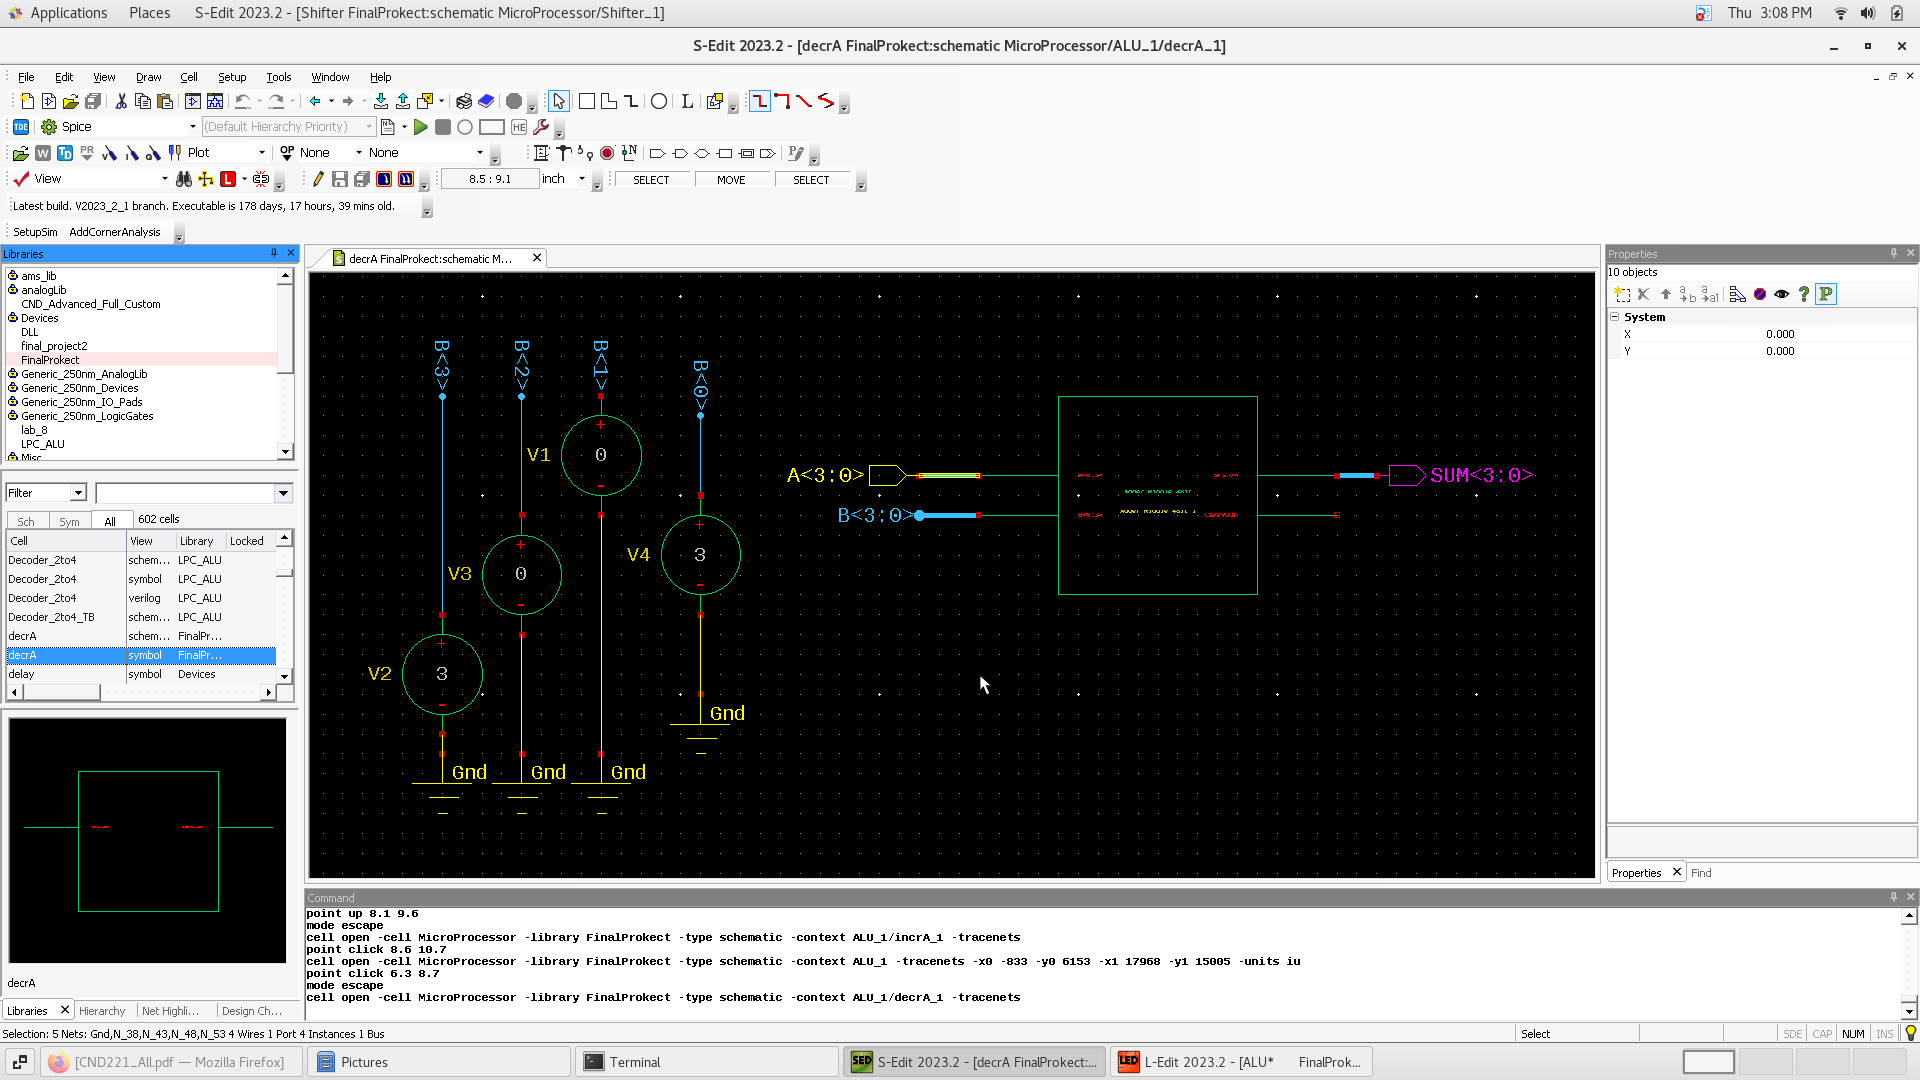 Applications Places S-Edit 2023.2 - [Shifter FinalProkect:schematic MicroProcessor/Shifter_1] Thu 3:08 PM
S-Edit 2023.2 - [decrA FinalProkect:schematic MicroProcessor/ALU_1/decrA_1]
File Edit View Draw Cell Setup Tools Window Help
TDE Spice (Default Hierarchy Priority) HE
W TD PR Plot OP None None
View L 8.5 : 9.1 inch SELECT MOVE SELECT
Latest build. V2023_2_1 branch. Executable is 178 days, 17 hours, 39 mins old.
SetupSim AddCornerAnalysis
Libraries
ams_lib
analogLib
CND_Advanced_Full_Custom
Devices
DLL
final_project2
FinalProkect
Generic_250nm_AnalogLib
Generic_250nm_Devices
Generic_250nm_IO_Pads
Generic_250nm_LogicGates
lab_8
LPC_ALU
Misc
Filter
Sch Sym All 602 cells
Cell View Library Locked
Decoder_2to4 schem... LPC_ALU
Decoder_2to4 symbol LPC_ALU
Decoder_2to4 verilog LPC_ALU
Decoder_2to4_TB schem... LPC_ALU
decrA schem... FinalPr...
decrA symbol FinalPr...
delay symbol Devices
decrA
Libraries Hierarchy Net Highli... Design Ch...
decrA FinalProkect:schematic M...
B<3> B<2> B<1> B<0>
V1 0
V3 0
V4 3
V2 3
Gnd
Gnd Gnd Gnd
A<3:0> SUM<3:0>
B<3:0>
Properties
10 objects
System
X 0.000
Y 0.000
Properties Find
Command
point up 8.1 9.6
mode escape
cell open -cell MicroProcessor -library FinalProkect -type schematic -context ALU_1/incrA_1 -tracenets
point click 8.6 10.7
cell open -cell MicroProcessor -library FinalProkect -type schematic -context ALU_1 -tracenets -x0 -833 -y0 6153 -x1 17968 -y1 15005 -units iu
point click 6.3 8.7
mode escape
cell open -cell MicroProcessor -library FinalProkect -type schematic -context ALU_1/decrA_1 -tracenets
Selection: 5 Nets: Gnd,N_38,N_43,N_48,N_53 4 Wires 1 Port 4 Instances 1 Bus Select SDE CAP NUM INS
[CND221_All.pdf — Mozilla Firefox] Pictures Terminal S-Edit 2023.2 - [decrA FinalProkect:... L-Edit 2023.2 - [ALU* FinalProk...